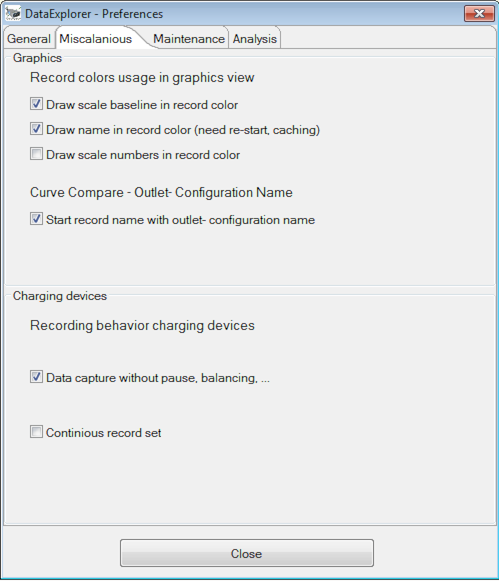 DataExplorer - Preferences
General Miscalanious Maintenance Analysis
Graphics
Record colors usage in graphics view
Draw scale baseline in record color
Draw name in record color (need re-start, caching)
Draw scale numbers in record color
Curve Compare - Outlet- Configuration Name
Start record name with outlet- configuration name
Charging devices
Recording behavior charging devices
Data capture without pause, balancing, ...
Continious record set
Close